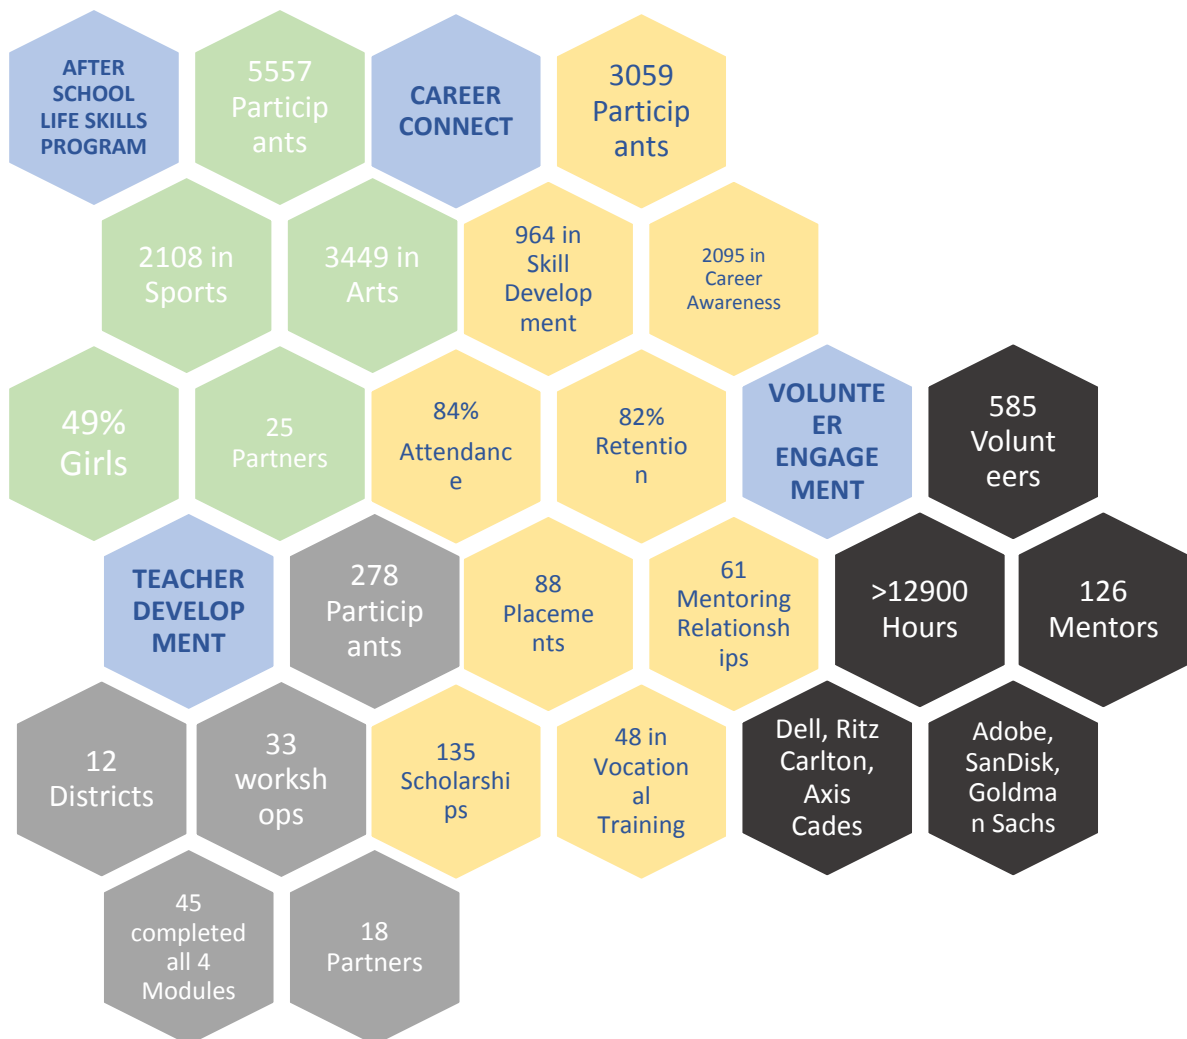 AFTER
SCHOOL
LIFE SKILLS
PROGRAM
5557
Particip
ants
CAREER
CONNECT
3059
Particip
ants
2108 in
Sports
3449 in
Arts
964 in
Skill
Develop
ment
2095 in
Career
Awareness
49%
Girls
25
Partners
84%
Attendanc
e
82%
Retentio
n
VOLUNTE
ER
ENGAGE
MENT
585
Volunt
eers
TEACHER
DEVELOP
MENT
278
Particip
ants
88
Placeme
nts
61
Mentoring
Relationsh
ips
>12900
Hours
126
Mentors
12
Districts
33
worksh
ops
135
Scholarshi
ps
48 in
Vocation
al
Training
Dell, Ritz
Carlton,
Axis
Cades
Adobe,
SanDisk,
Goldma
n Sachs
45
completed
all 4
Modules
18
Partners